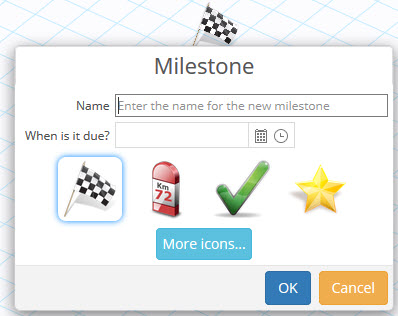 Milestone
Name Enter the name for the new milestone
When is it due?
Km
72
More icons...
OK Cancel